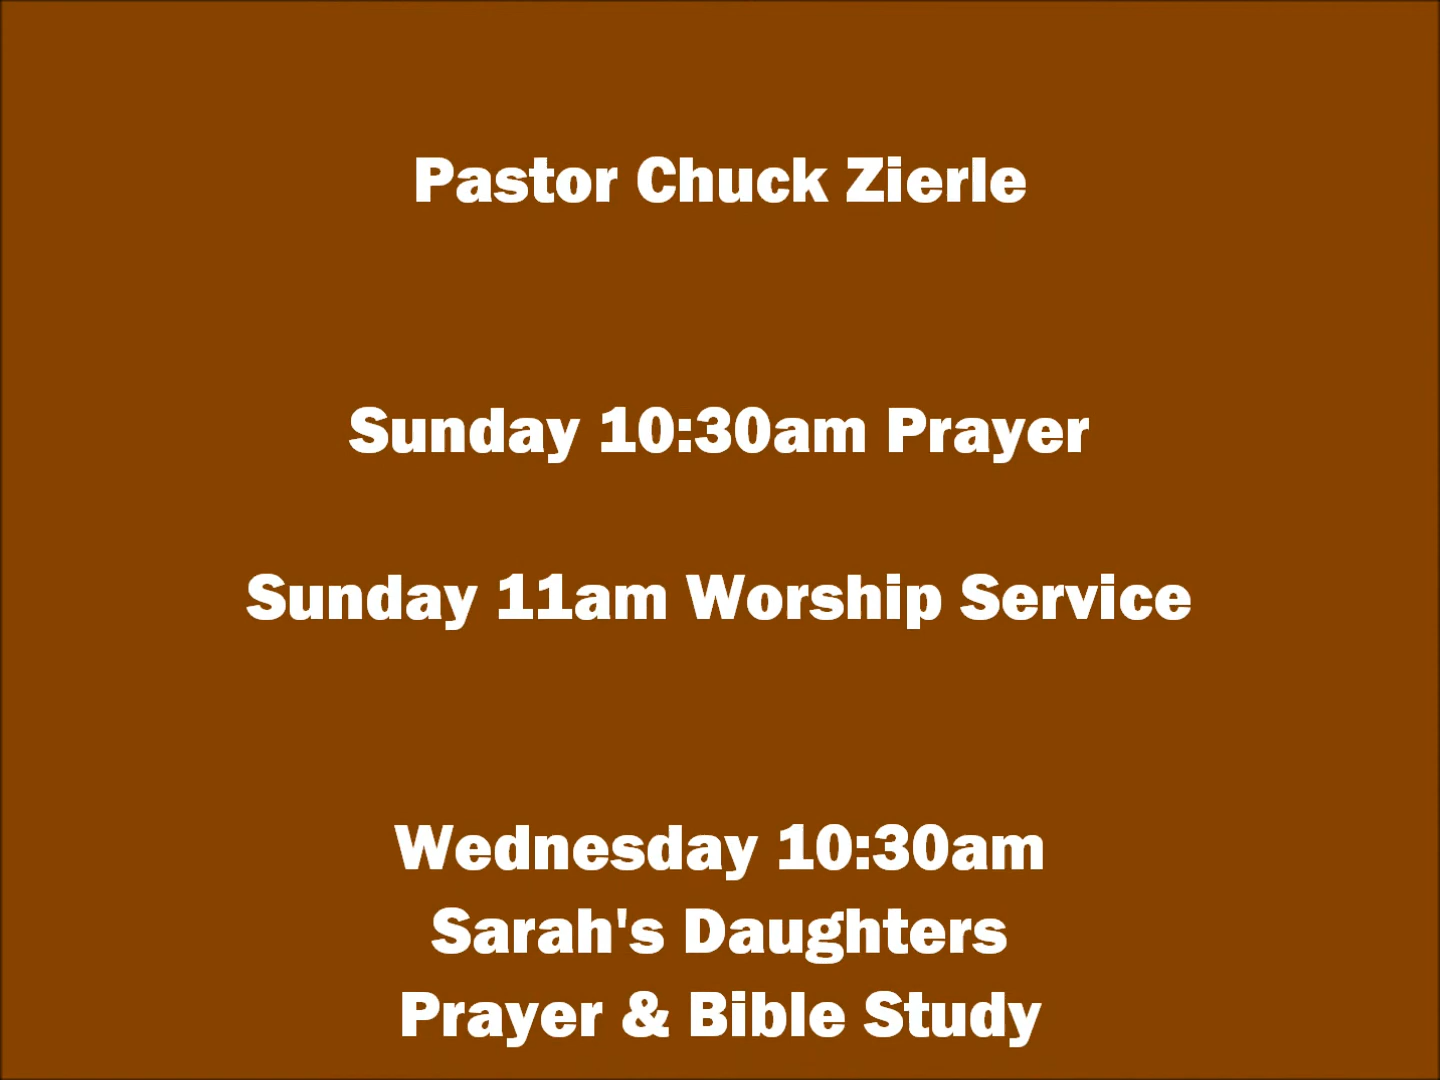 Pastor Chuck Zierle
Sunday 10:30am Prayer
Sunday 11am Worship Service
Wednesday 10:30am
Sarah's Daughters
Prayer & Bible Study